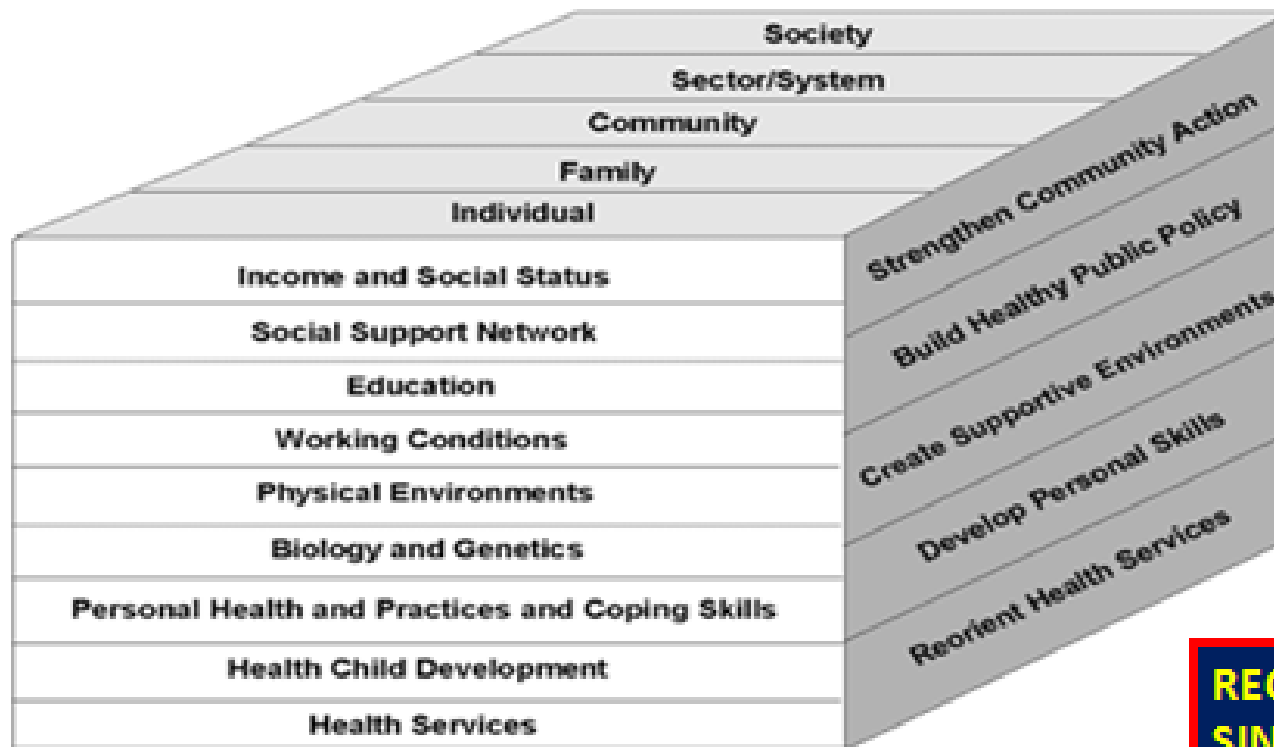 Society
Sector/System
Community
Family
Individual
Income and Social Status
Social Support Network
Education
Working Conditions
Physical Environments
Biology and Genetics
Personal Health and Practices and Coping Skills
Health Child Development
Health Services
Strengthen Community Action
Build Healthy Public Policy
Create Supportive Environments
Develop Personal Skills
Reorient Health Services